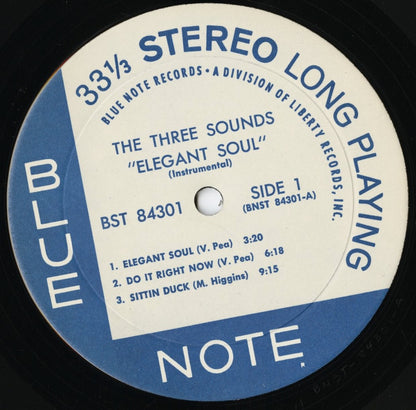 33⅓ STEREO LONG PLAYING
BLUE NOTE RECORDS • A DIVISION OF LIBERTY RECORDS, INC.
THE THREE SOUNDS
"ELEGANT SOUL"
(Instrumental)
BST 84301
SIDE 1
(BNST 84301-A)
1. ELEGANT SOUL (V. Pea) 3:20
2. DO IT RIGHT NOW (V. Pea) 6:18
3. SITTIN DUCK (M. Higgins) 9:15
BLUE
NOTE